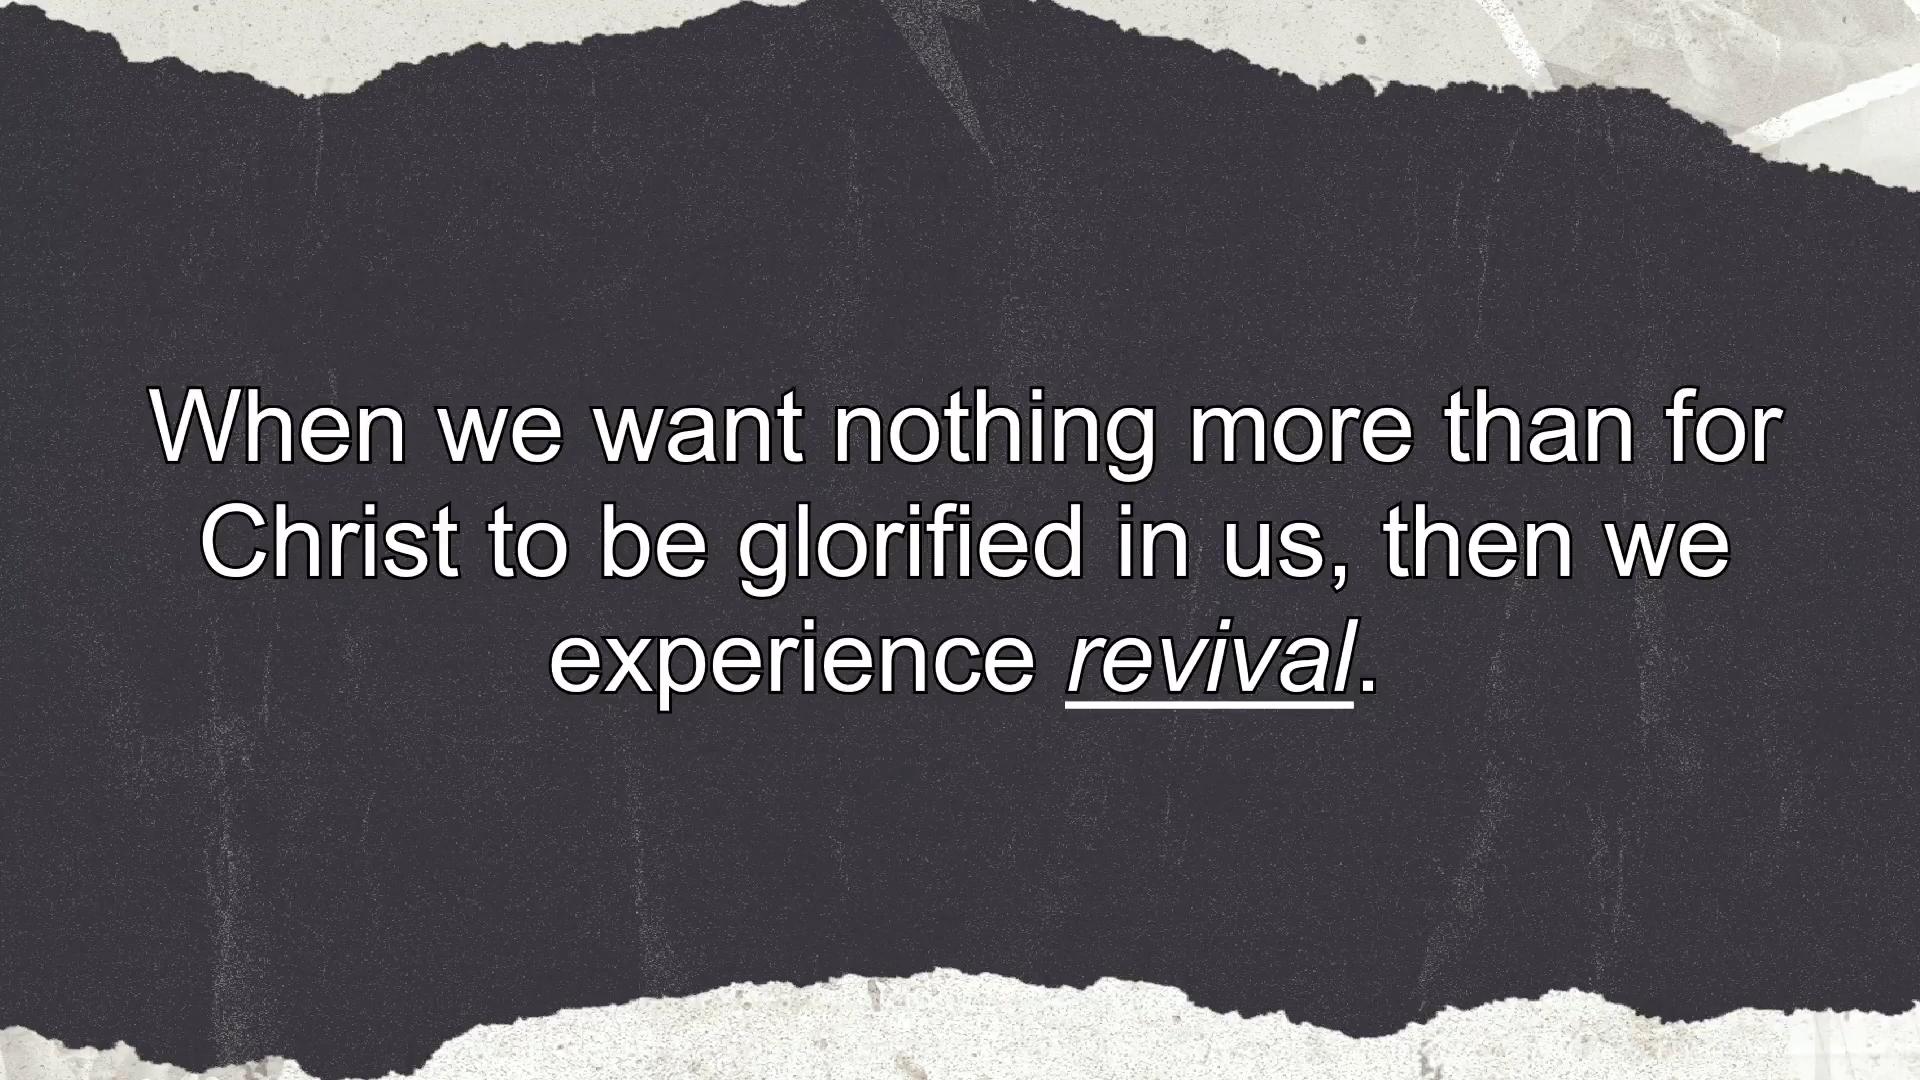 When we want nothing more than for
Christ to be glorified in us, then we
experience revival.